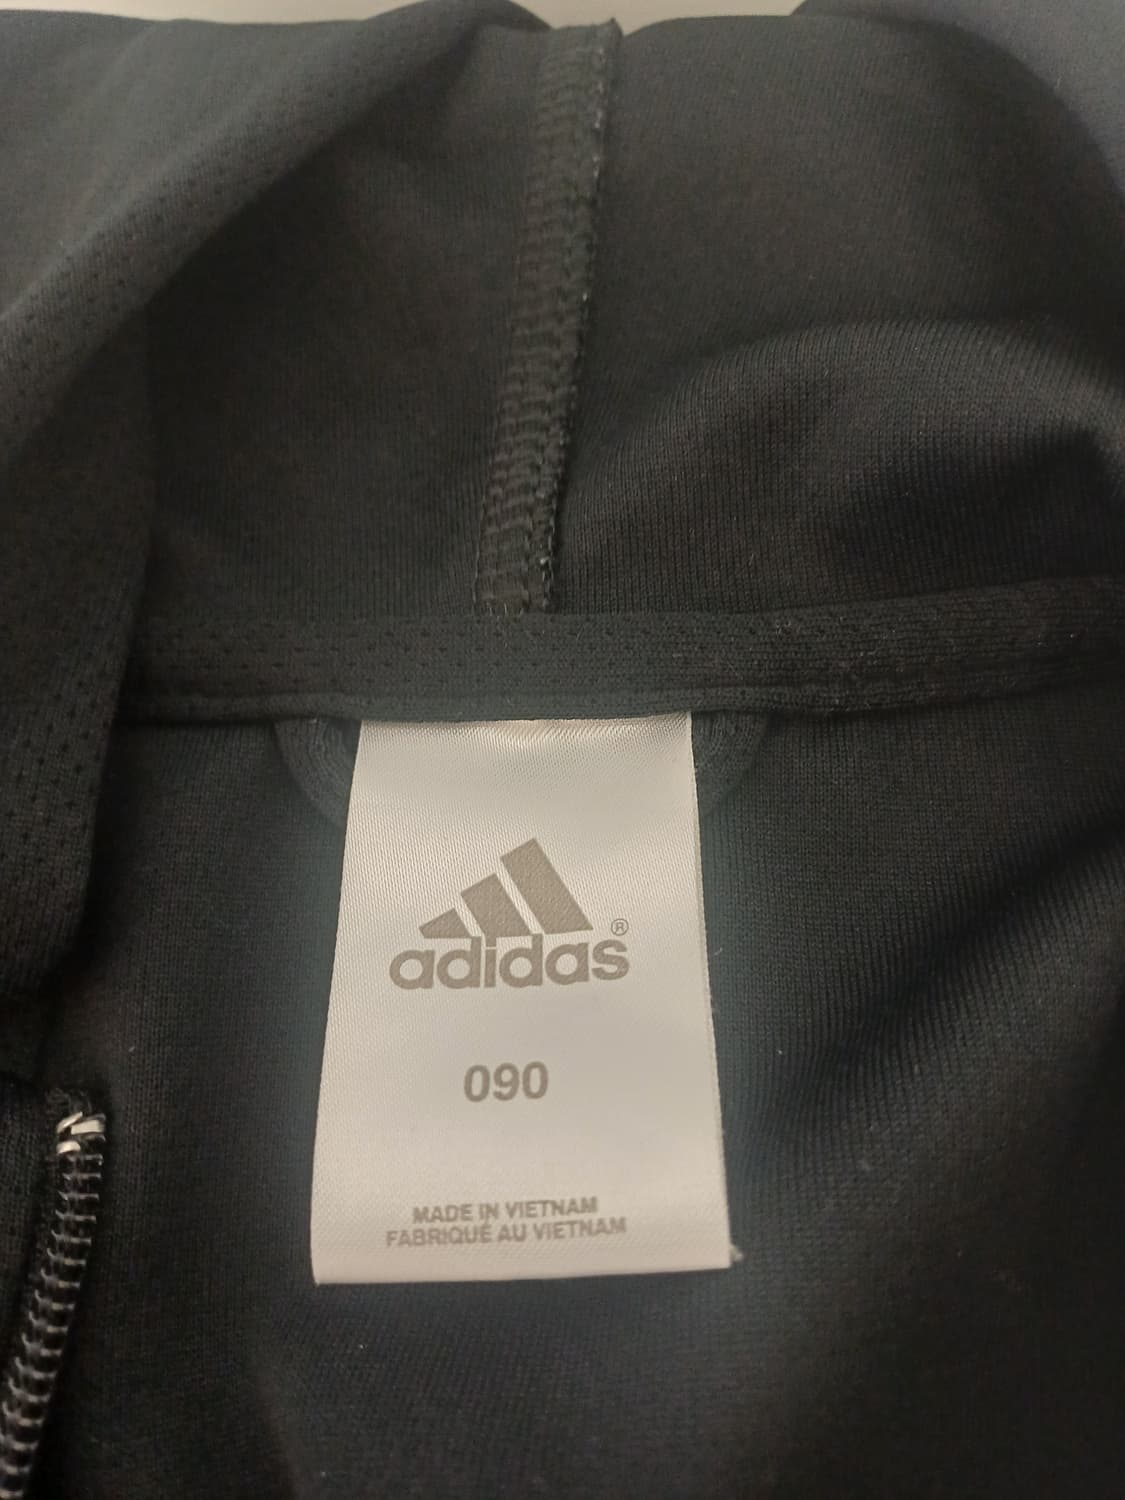 adidas®
090
MADE IN VIETNAM
FABRIQUÉ AU VIETNAM